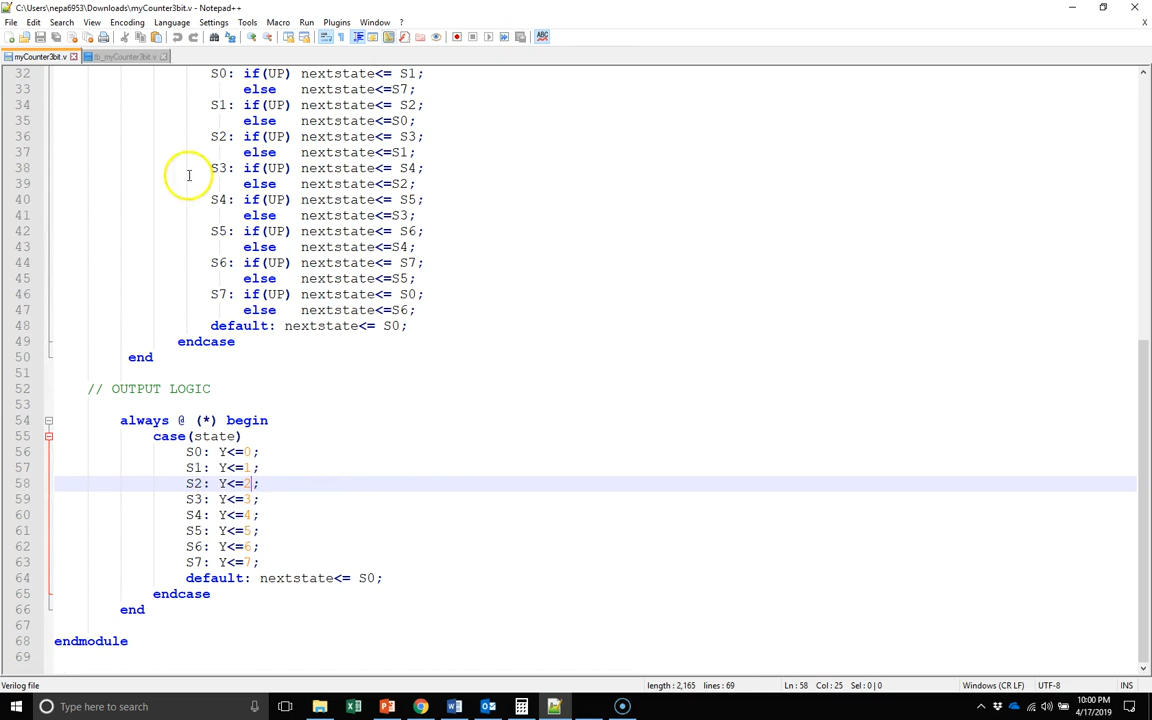 C:\Users\nepa6953\Downloads\myCounter3bit.v - Notepad++
File Edit Search View Encoding Language Settings Tools Macro Run Plugins Window ? X
myCounter3bit.v tb_myCounter3bit.v
32 S0: if(UP) nextstate<= S1;
33 else nextstate<=S7;
34 S1: if(UP) nextstate<= S2;
35 else nextstate<=S0;
36 S2: if(UP) nextstate<= S3;
37 else nextstate<=S1;
38 S3: if(UP) nextstate<= S4;
39 else nextstate<=S2;
40 S4: if(UP) nextstate<= S5;
41 else nextstate<=S3;
42 S5: if(UP) nextstate<= S6;
43 else nextstate<=S4;
44 S6: if(UP) nextstate<= S7;
45 else nextstate<=S5;
46 S7: if(UP) nextstate<= S0;
47 else nextstate<=S6;
48 default: nextstate<= S0;
49 endcase
50 end
51
52 // OUTPUT LOGIC
53
54 always @ (*) begin
55 case(state)
56 S0: Y<=0;
57 S1: Y<=1;
58 S2: Y<=2;
59 S3: Y<=3;
60 S4: Y<=4;
61 S5: Y<=5;
62 S6: Y<=6;
63 S7: Y<=7;
64 default: nextstate<= S0;
65 endcase
66 end
67
68 endmodule
69
Verilog file length : 2,165 lines : 69 Ln : 58 Col : 25 Sel : 0 | 0 Windows (CR LF) UTF-8 INS
Type here to search 10:00 PM
4/17/2019